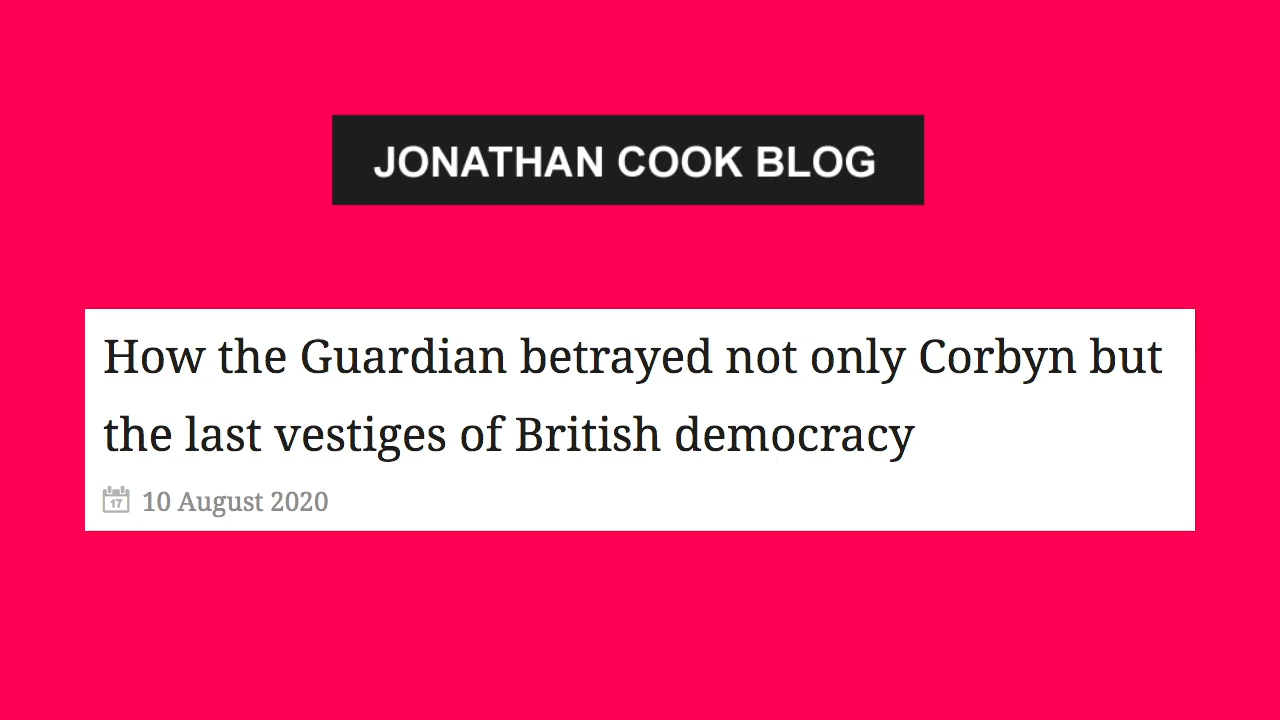 JONATHAN COOK BLOG
How the Guardian betrayed not only Corbyn but
the last vestiges of British democracy
17 10 August 2020